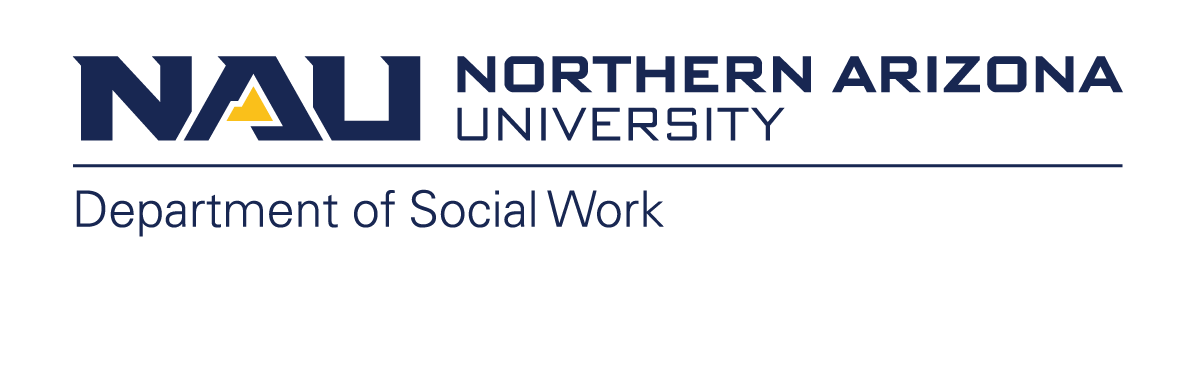 NAU
NORTHERN ARIZONA
UNIVERSITY
Department of Social Work